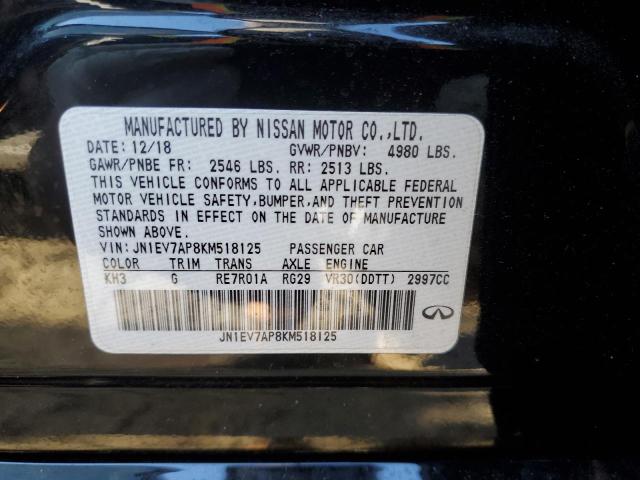 MANUFACTURED BY NISSAN MOTOR CO.,LTD.
DATE: 12/18 GVWR/PNBV: 4980 LBS.
GAWR/PNBE FR: 2546 LBS. RR: 2513 LBS.
THIS VEHICLE CONFORMS TO ALL APPLICABLE FEDERAL
MOTOR VEHICLE SAFETY,BUMPER,AND THEFT PREVENTION
STANDARDS IN EFFECT ON THE DATE OF MANUFACTURE
SHOWN ABOVE.
VIN: JN1EV7AP8KM518125 PASSENGER CAR
COLOR TRIM TRANS AXLE ENGINE
KH3 G RE7R01A RG29 VR30(DDTT) 2997CC
JN1EV7AP8KM518125